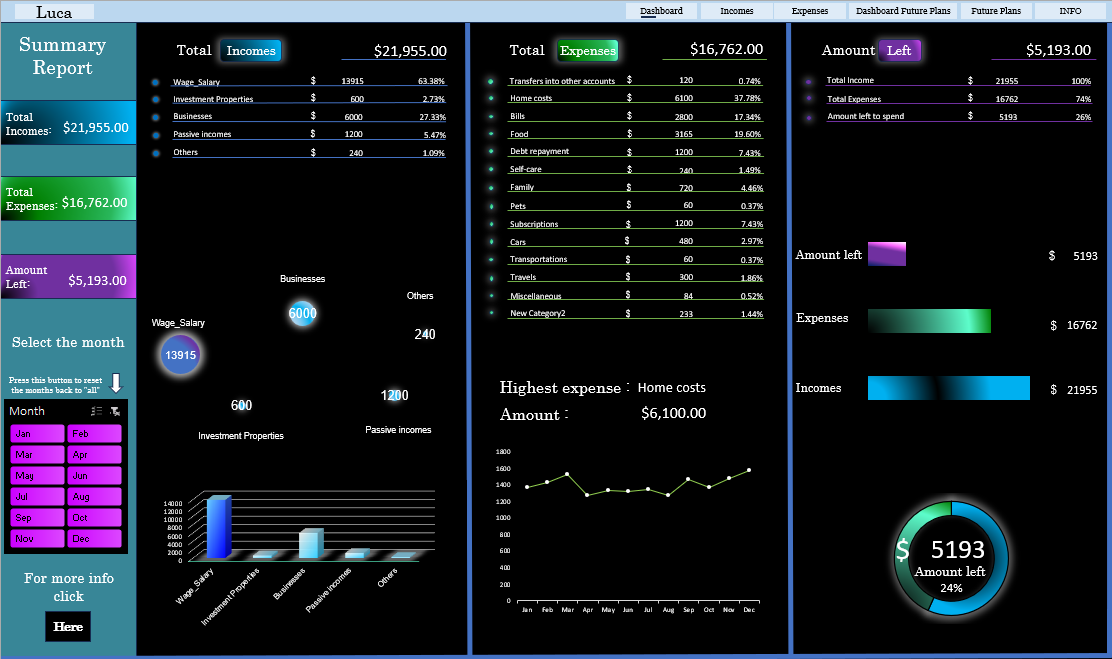 Luca
Dashboard
Incomes
Expenses
Dashboard Future Plans
Future Plans
INFO
Summary
Report
Total
Incomes:
$21,955.00
Total
Expenses:
$16,762.00
Amount
Left:
$5,193.00
Select the month
Press this button to reset
the months back to "all"
Month
Jan Feb
Mar Apr
May Jun
Jul Aug
Sep Oct
Nov Dec
For more info
click
Here
Total Incomes $21,955.00
Wage_Salary $ 13915 63.38%
Investment Properties $ 600 2.73%
Businesses $ 6000 27.33%
Passive incomes $ 1200 5.47%
Others $ 240 1.09%
Businesses
6000
Others
240
Wage_Salary
13915
600
Investment Properties
1200
Passive incomes
14000
12000
10000
8000
6000
4000
2000
0
Wage_Salary
Investment Properties
Businesses
Passive incomes
Others
Total Expenses $16,762.00
Transfers into other accounts $ 120 0.74%
Home costs $ 6100 37.78%
Bills $ 2800 17.34%
Food $ 3165 19.60%
Debt repayment $ 1200 7.43%
Self-care $ 240 1.49%
Family $ 720 4.46%
Pets $ 60 0.37%
Subscriptions $ 1200 7.43%
Cars $ 480 2.97%
Transportations $ 60 0.37%
Travels $ 300 1.86%
Miscellaneous $ 84 0.52%
New Category2 $ 233 1.44%
Highest expense : Home costs
Amount : $6,100.00
1800
1600
1400
1200
1000
800
600
400
200
0
Jan Feb Mar Apr May Jun Jul Aug Sep Oct Nov Dec
Amount Left $5,193.00
Total Income $ 21955 100%
Total Expenses $ 16762 74%
Amount left to spend $ 5193 26%
Amount left $ 5193
Expenses $ 16762
Incomes $ 21955
$ 5193
Amount left
24%